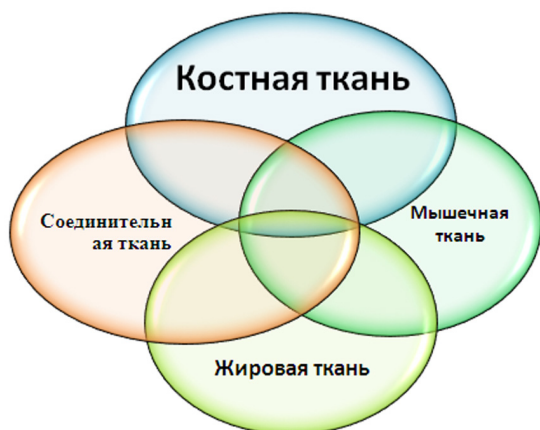 Костная ткань
Соединительн
ая ткань
Мышечная
ткань
Жировая ткань